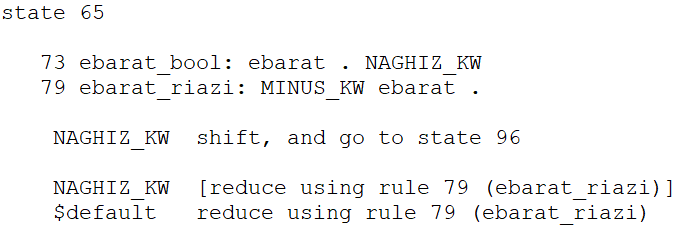 state 65
73 ebarat_bool: ebarat . NAGHIZ_KW
79 ebarat_riazi: MINUS_KW ebarat .
NAGHIZ_KW  shift, and go to state 96
NAGHIZ_KW  [reduce using rule 79 (ebarat_riazi)]
$default   reduce using rule 79 (ebarat_riazi)